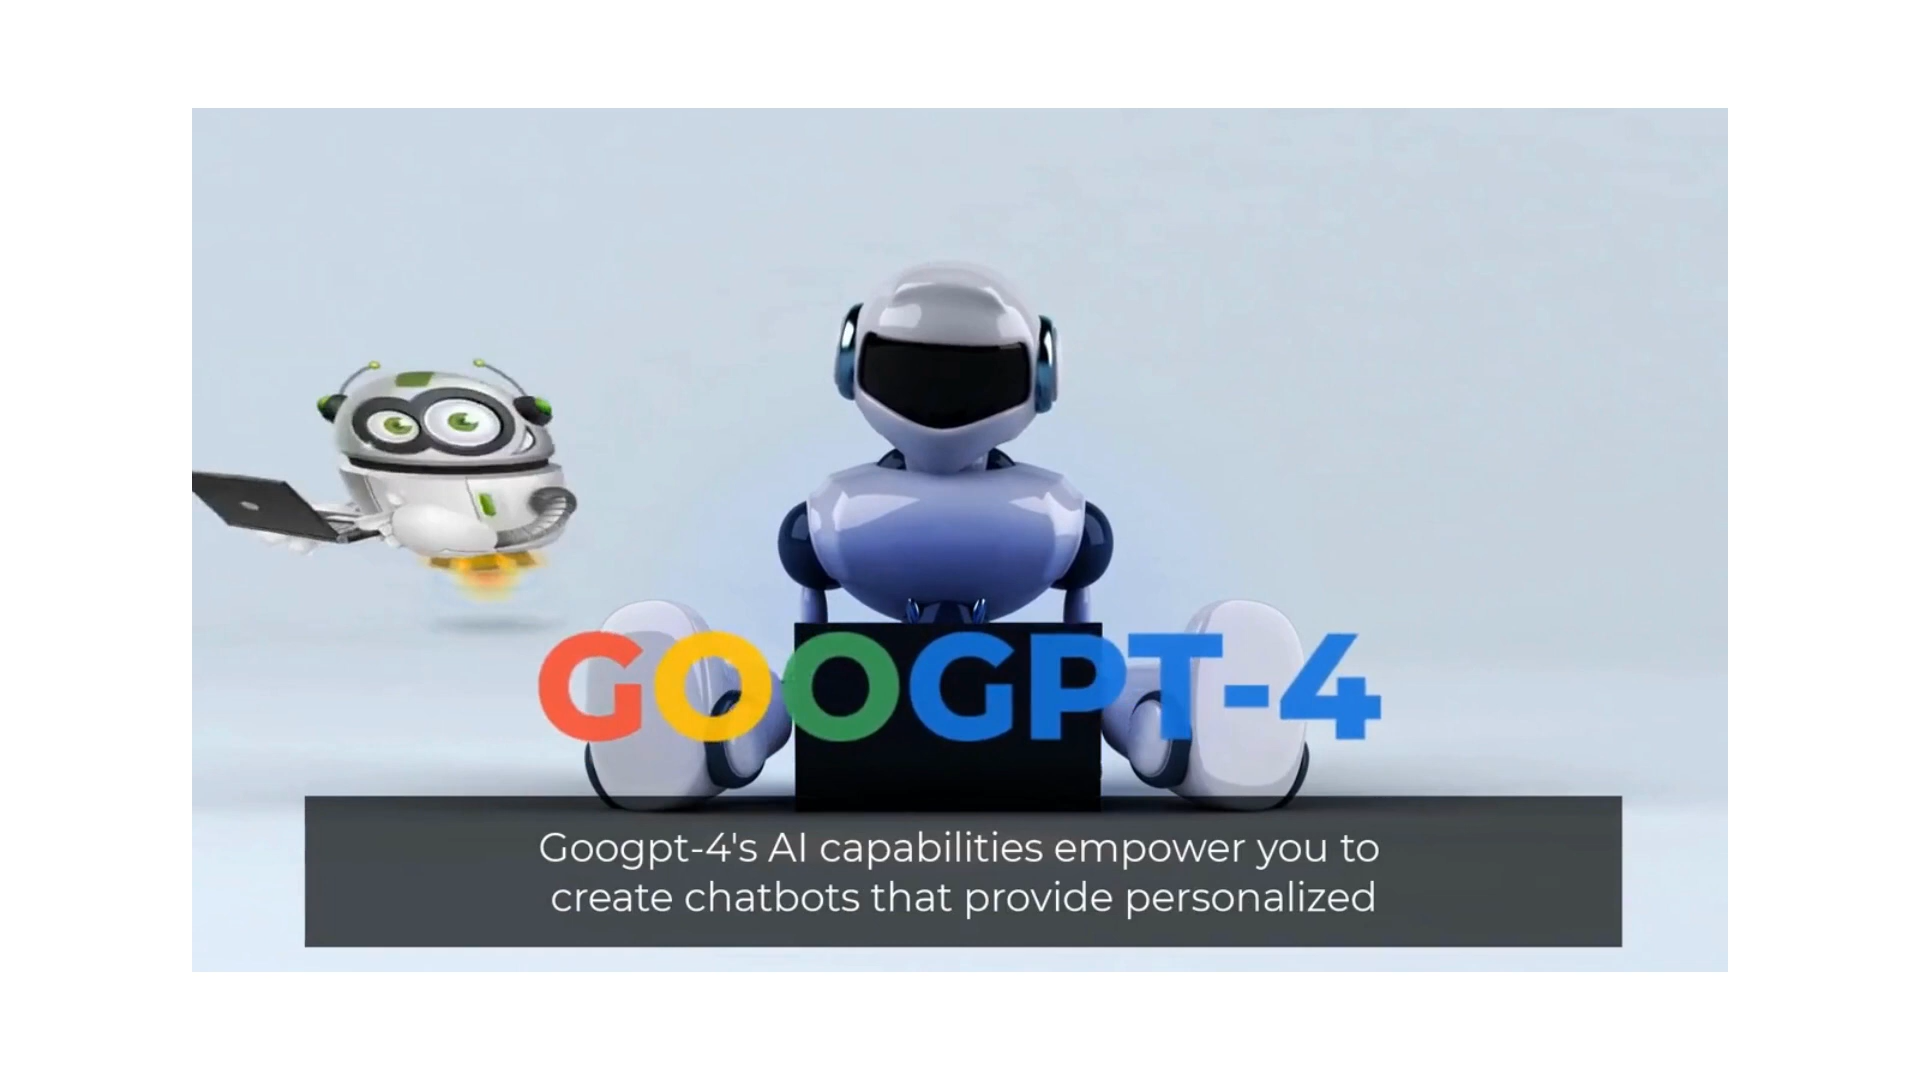 GOOGPT-4
Googpt-4's AI capabilities empower you to
create chatbots that provide personalized